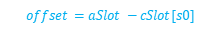 offset = aSlot − cSlot[s0]